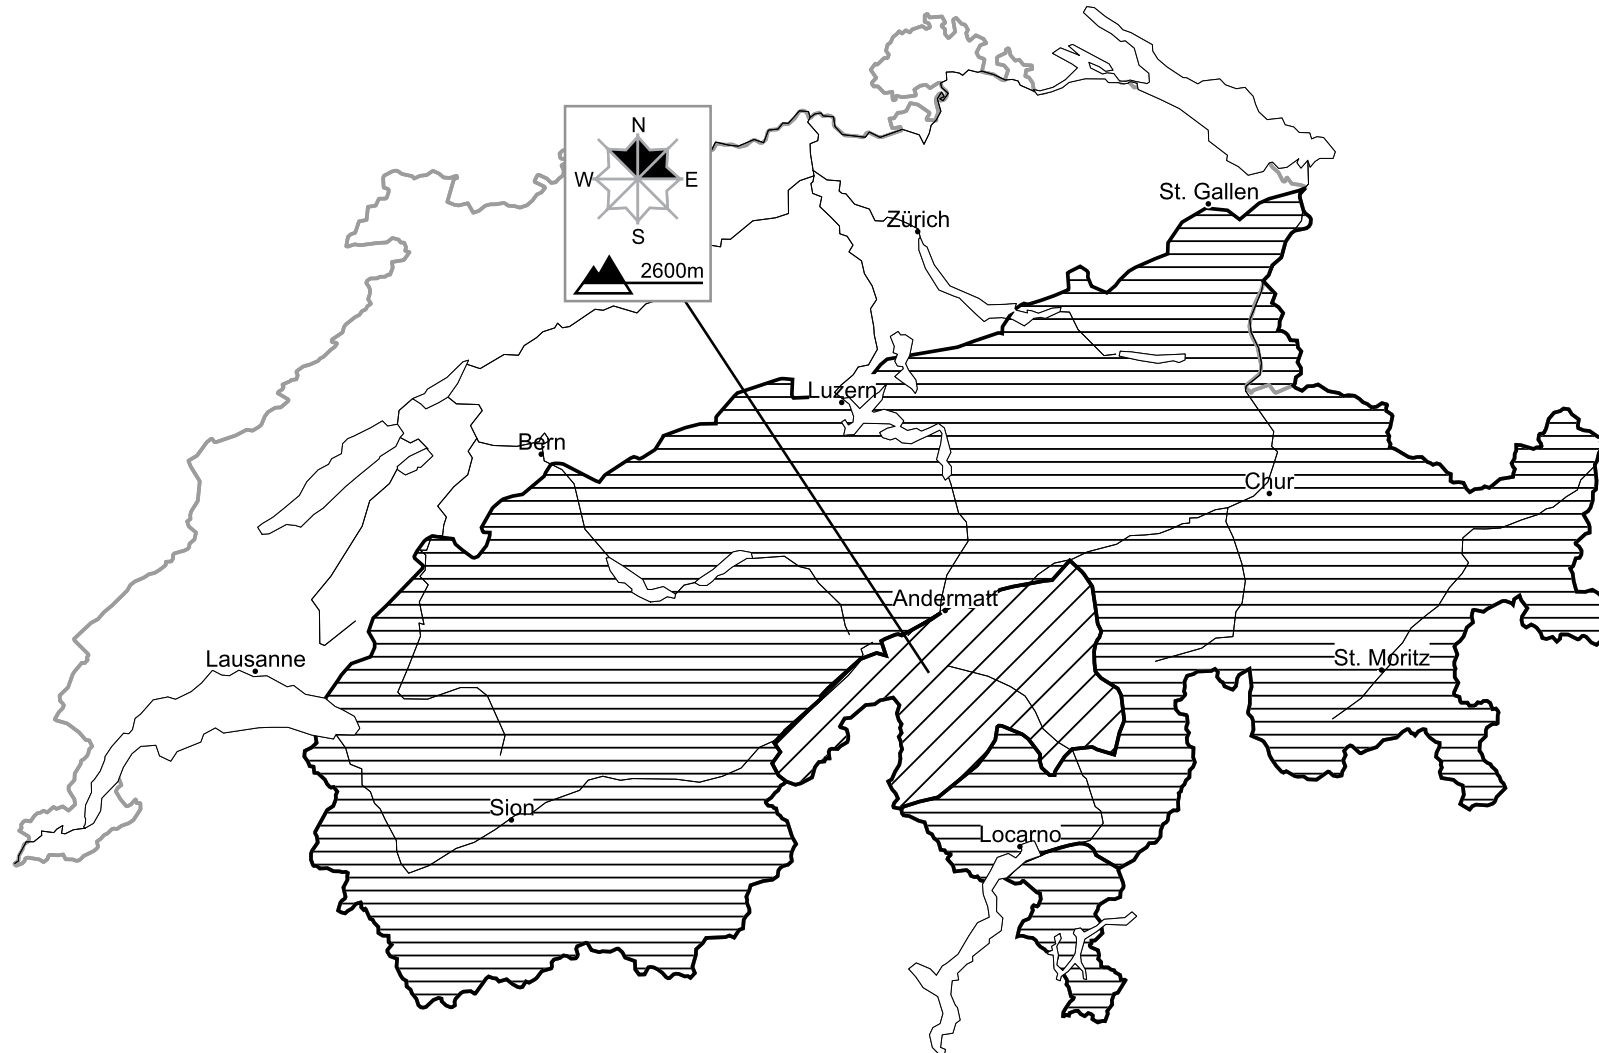 N
W E
S
2600m
St. Gallen
Zürich
Luzern
Bern
Chur
Andermatt
Lausanne
St. Moritz
Sion
Locarno